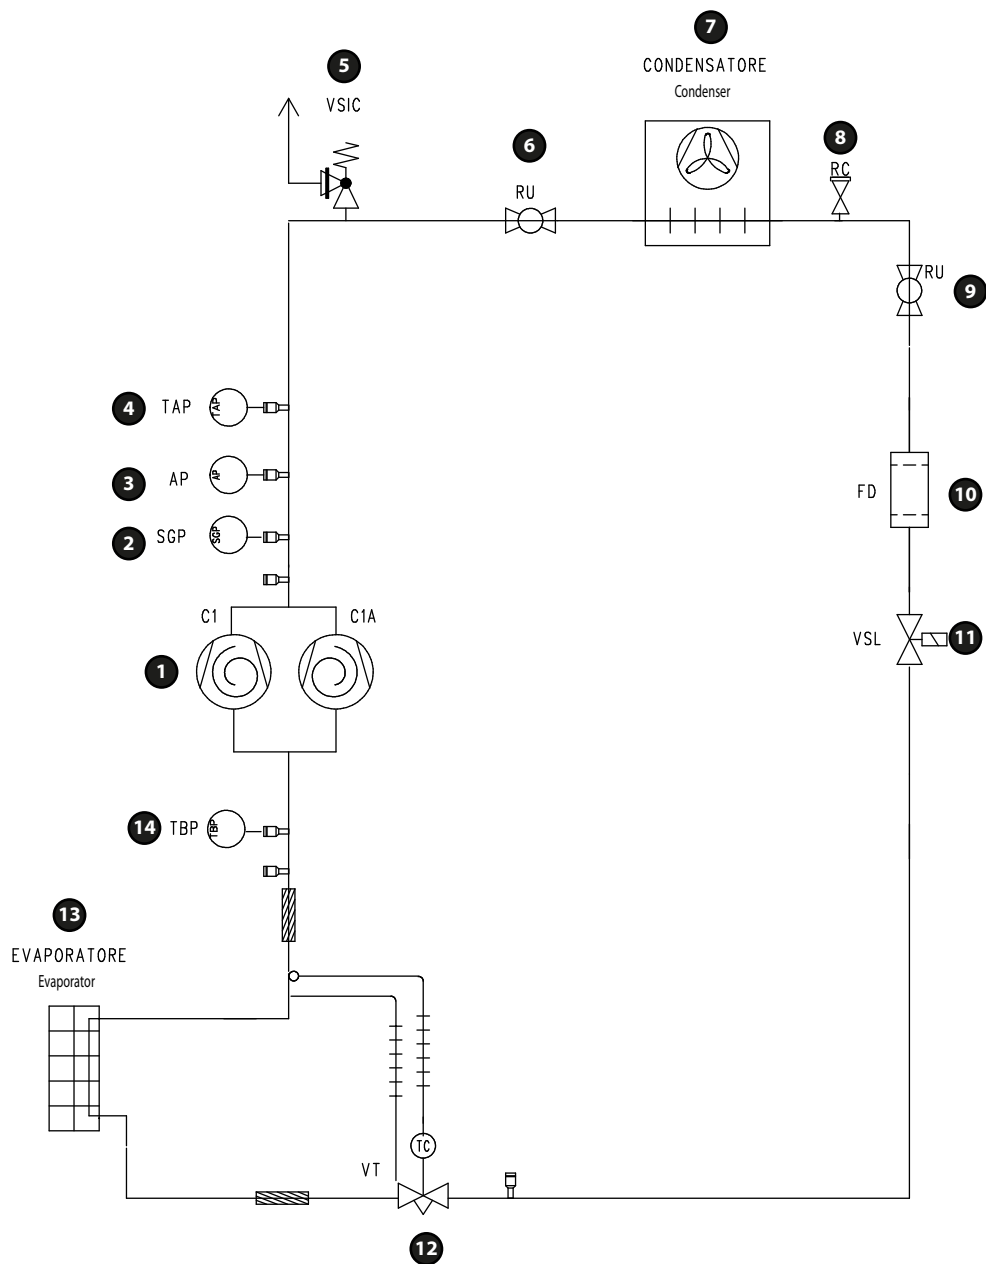 7
CONDENSATORE
Condenser
5
VSIC
6
RU
8
RC
RU
9
4
TAP
TAP
3
AP
AP
2
SGP
SGP
FD
10
C1
C1A
1
VSL
11
14
TBP
TBP
13
EVAPORATORE
Evaporator
TC
VT
12